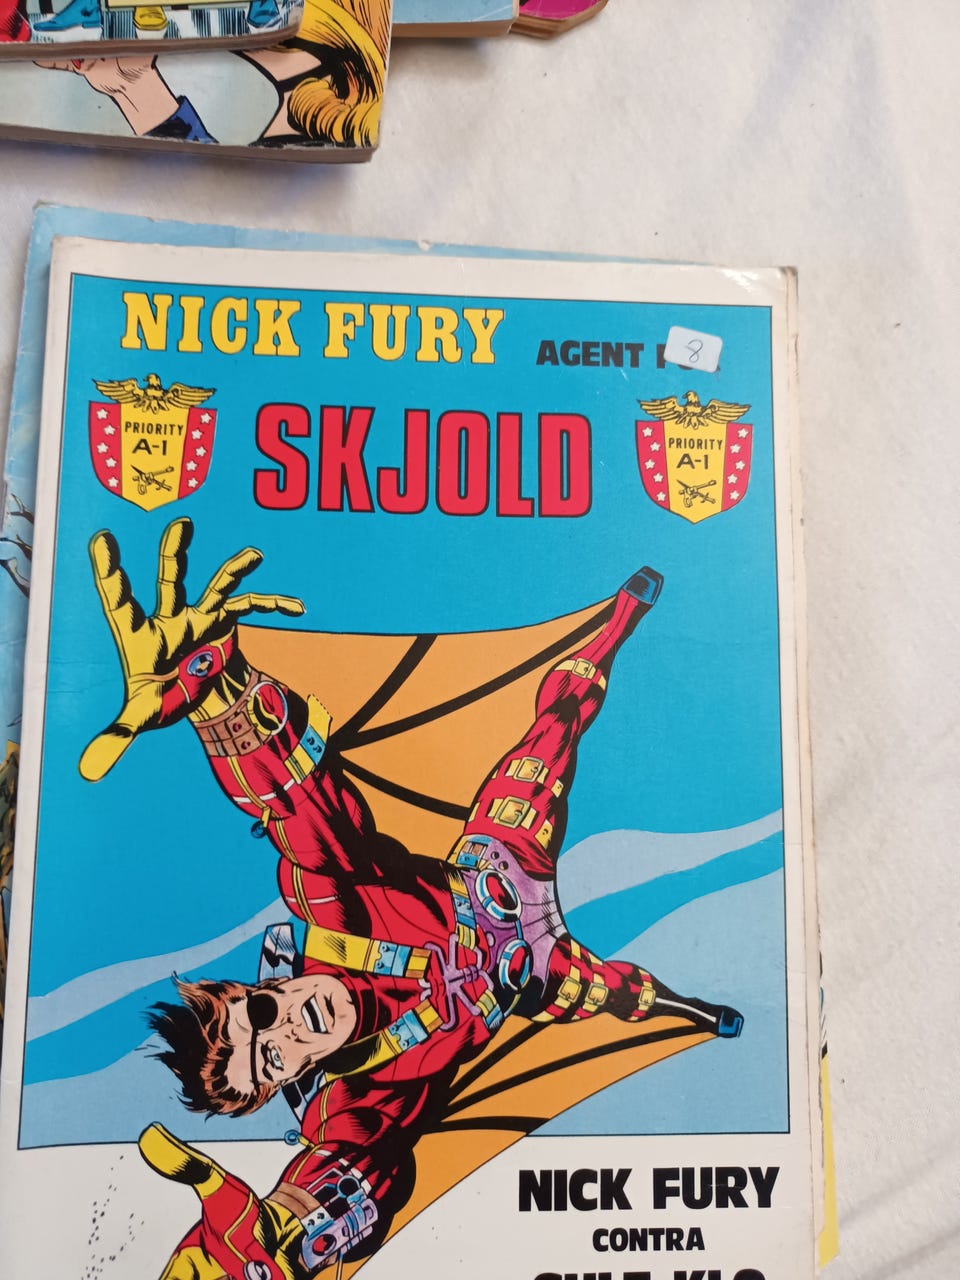 NICK FURY
AGENT
8
SKJOLD
PRIORITY
A-1
PRIORITY
A-1
NICK FURY
CONTRA